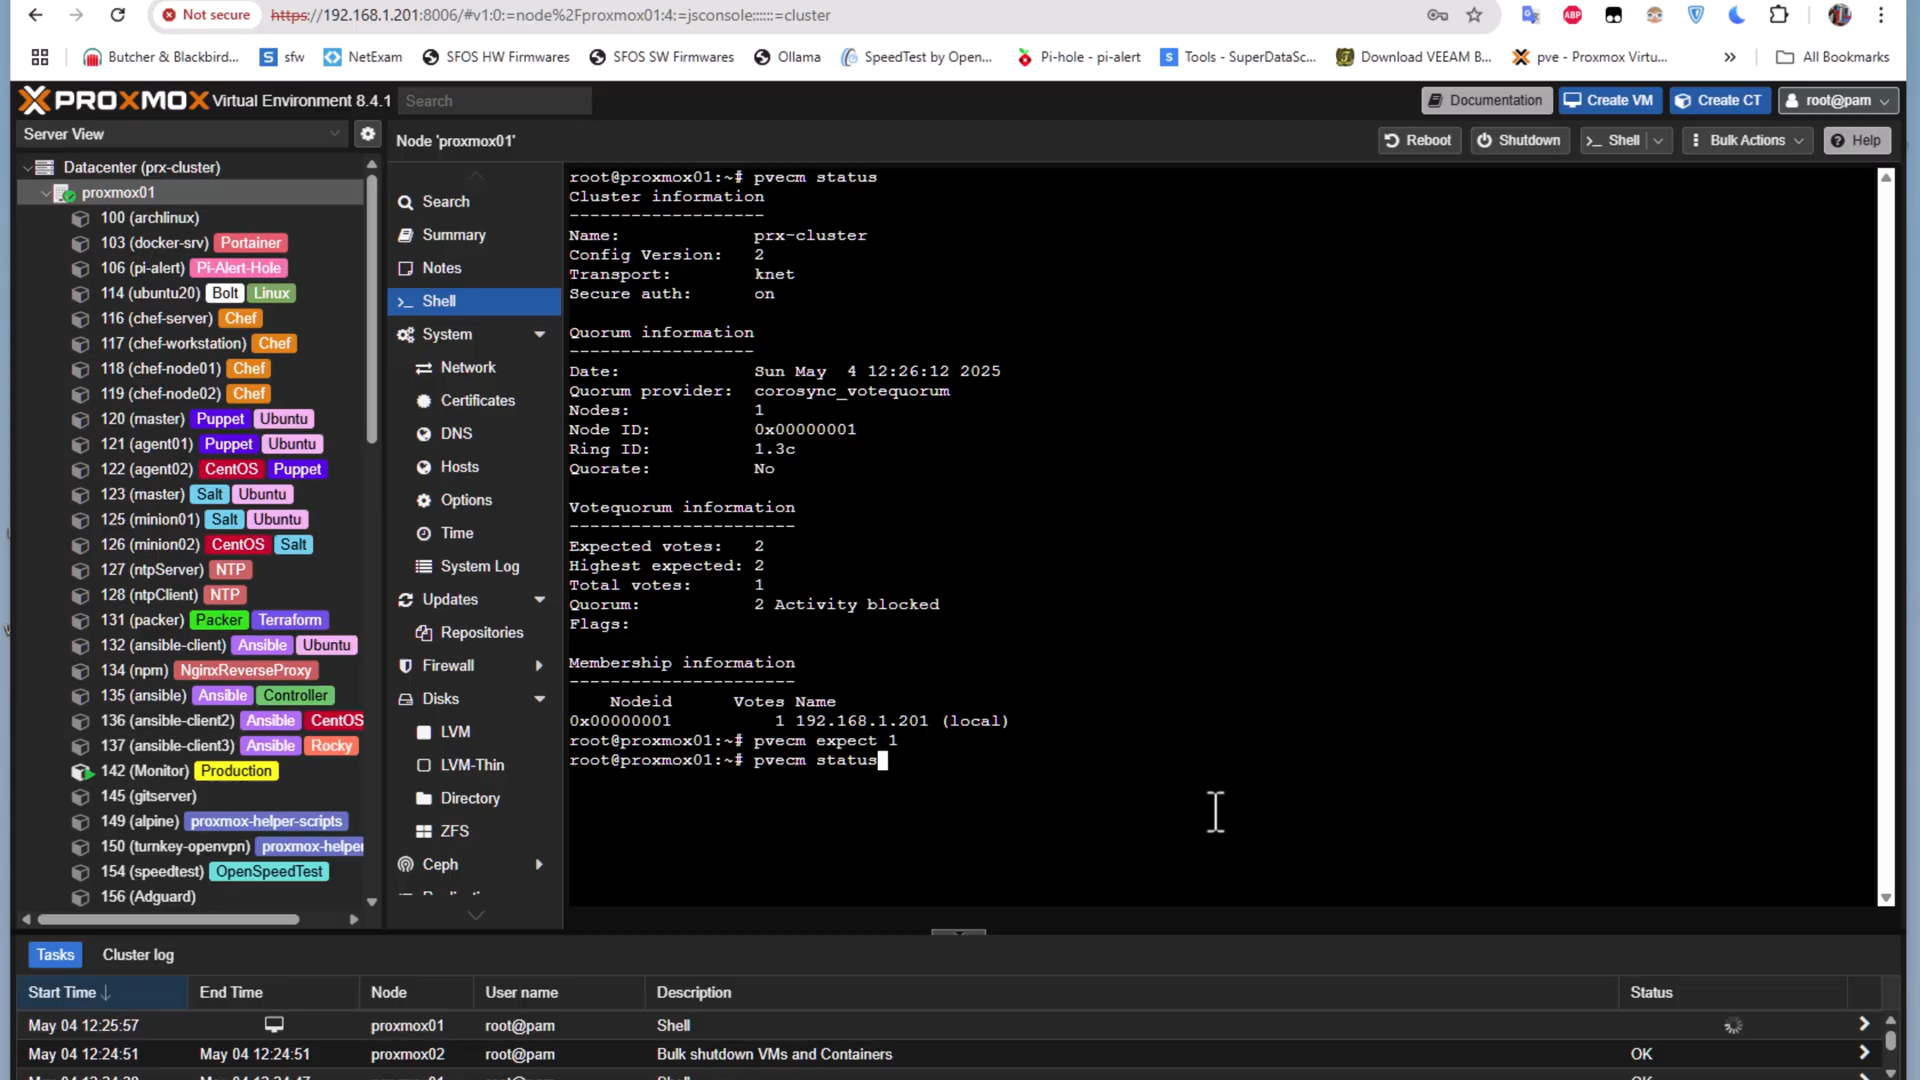 Not secure
https://192.168.1.201:8006/#v1:0:=node%2Fproxmox01:4:=jsconsole::::::=cluster
Butcher & Blackbird...
sfw
NetExam
SFOS HW Firmwares
SFOS SW Firmwares
Ollama
SpeedTest by Open...
Pi-hole - pi-alert
Tools - SuperDataSc...
Download VEEAM B...
pve - Proxmox Virtu...
All Bookmarks
PROXMOX Virtual Environment 8.4.1
Search
Documentation
Create VM
Create CT
root@pam
Server View
Node 'proxmox01'
Reboot
Shutdown
Shell
Bulk Actions
Help
Datacenter (prx-cluster)
proxmox01
100 (archlinux)
103 (docker-srv) Portainer
106 (pi-alert) Pi-Alert-Hole
114 (ubuntu20) Bolt Linux
116 (chef-server) Chef
117 (chef-workstation) Chef
118 (chef-node01) Chef
119 (chef-node02) Chef
120 (master) Puppet Ubuntu
121 (agent01) Puppet Ubuntu
122 (agent02) CentOS Puppet
123 (master) Salt Ubuntu
125 (minion01) Salt Ubuntu
126 (minion02) CentOS Salt
127 (ntpServer) NTP
128 (ntpClient) NTP
131 (packer) Packer Terraform
132 (ansible-client) Ansible Ubuntu
134 (npm) NginxReverseProxy
135 (ansible) Ansible Controller
136 (ansible-client2) Ansible CentOS
137 (ansible-client3) Ansible Rocky
142 (Monitor) Production
145 (gitserver)
149 (alpine) proxmox-helper-scripts
150 (turnkey-openvpn) proxmox-helper
154 (speedtest) OpenSpeedTest
156 (Adguard)
Search
Summary
Notes
Shell
System
Network
Certificates
DNS
Hosts
Options
Time
System Log
Updates
Repositories
Firewall
Disks
LVM
LVM-Thin
Directory
ZFS
Ceph
root@proxmox01:~# pvecm status
Cluster information
-------------------
Name: prx-cluster
Config Version: 2
Transport: knet
Secure auth: on
Quorum information
------------------
Date: Sun May  4 12:26:12 2025
Quorum provider: corosync_votequorum
Nodes: 1
Node ID: 0x00000001
Ring ID: 1.3c
Quorate: No
Votequorum information
----------------------
Expected votes: 2
Highest expected: 2
Total votes: 1
Quorum: 2 Activity blocked
Flags:
Membership information
----------------------
Nodeid Votes Name
0x00000001 1 192.168.1.201 (local)
root@proxmox01:~# pvecm expect 1
root@proxmox01:~# pvecm status
Tasks
Cluster log
Start Time
End Time
Node
User name
Description
Status
May 04 12:25:57 proxmox01 root@pam Shell
May 04 12:24:51 May 04 12:24:51 proxmox02 root@pam Bulk shutdown VMs and Containers OK